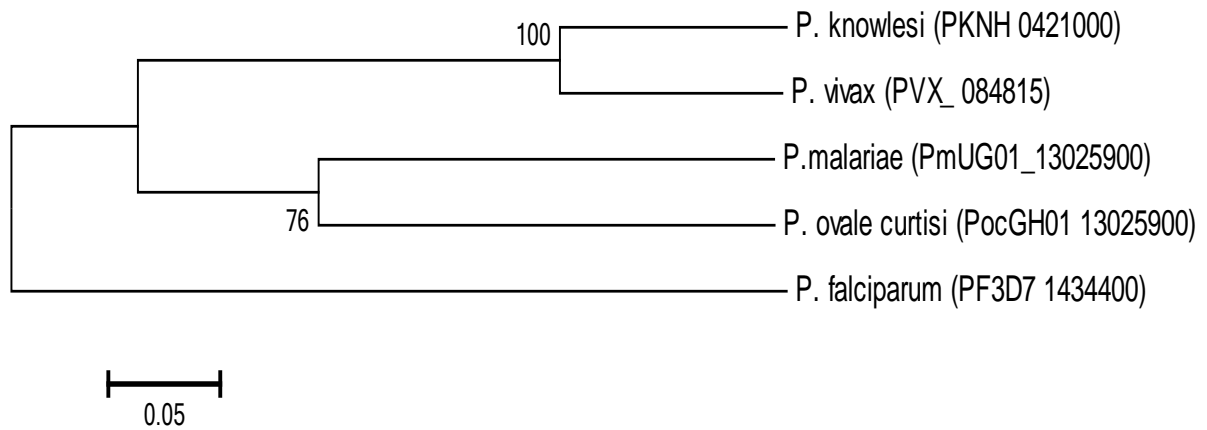 100
P. knowlesi (PKNH 0421000)
P. vivax (PVX_ 084815)
P.malariae (PmUG01_13025900)
76
P. ovale curtisi (PocGH01 13025900)
P. falciparum (PF3D7 1434400)
0.05